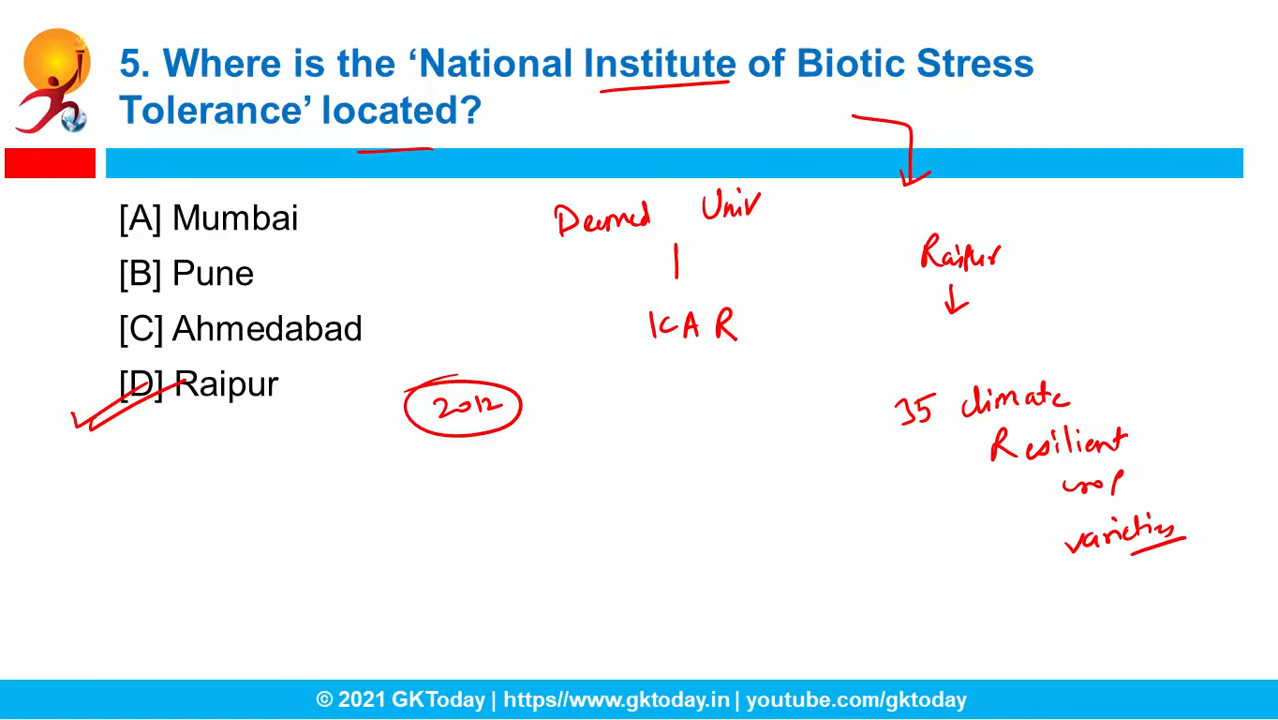 5. Where is the ‘National Institute of Biotic Stress
Tolerance’ located?
[A] Mumbai
[B] Pune
[C] Ahmedabad
[D] Raipur
Deemed Univ
ICAR
2012
Raipur
35 climate
Resilient
crop
varieties
© 2021 GKToday | https//www.gktoday.in | youtube.com/gktoday